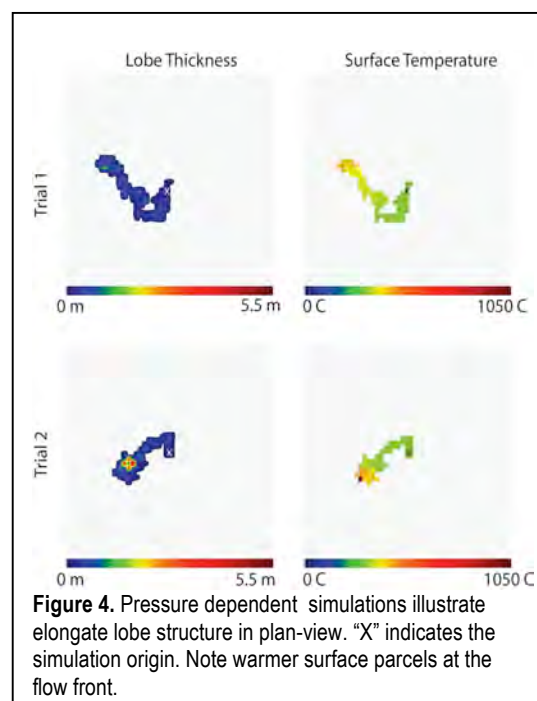 Lobe Thickness Surface Temperature
Trial 1
X
0 m 5.5 m 0 C 1050 C
Trial 2
X
0 m 5.5 m 0 C 1050 C
Figure 4. Pressure dependent simulations illustrate
elongate lobe structure in plan-view. “X” indicates the
simulation origin. Note warmer surface parcels at the
flow front.